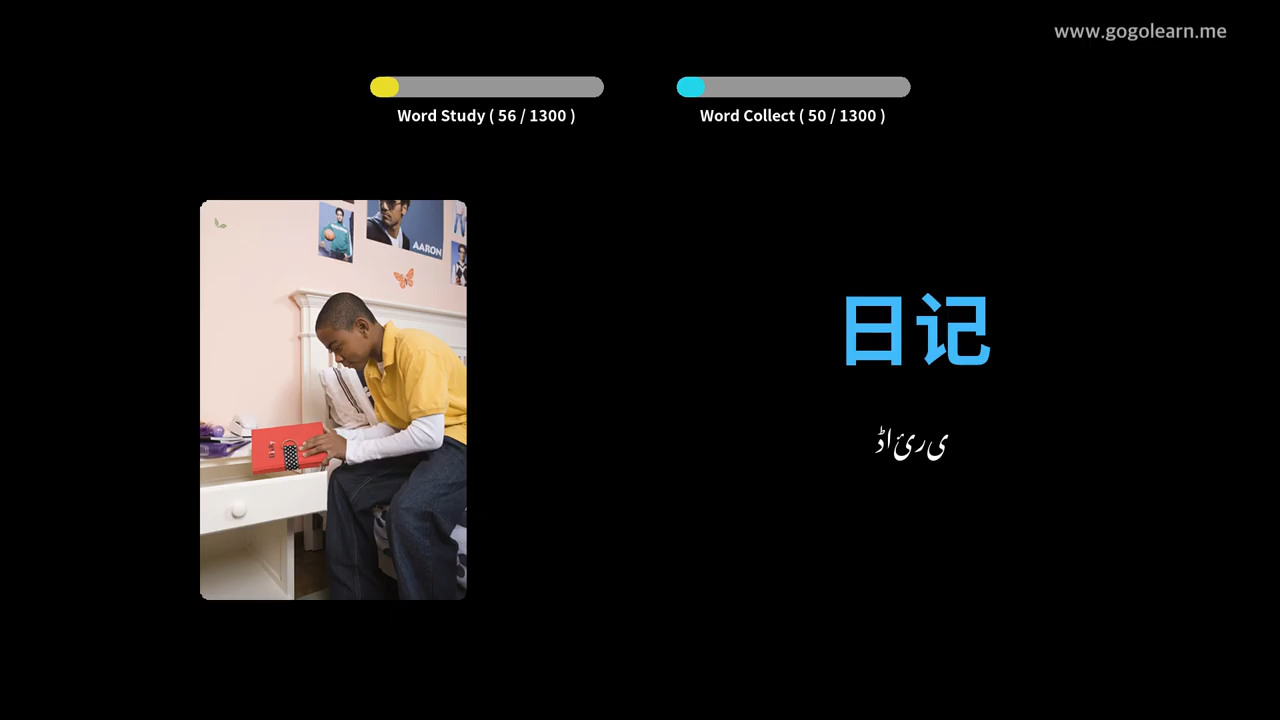 www.gogolearn.me
Word Study ( 56 / 1300 )
Word Collect ( 50 / 1300 )
AARON
日记
ڈائری